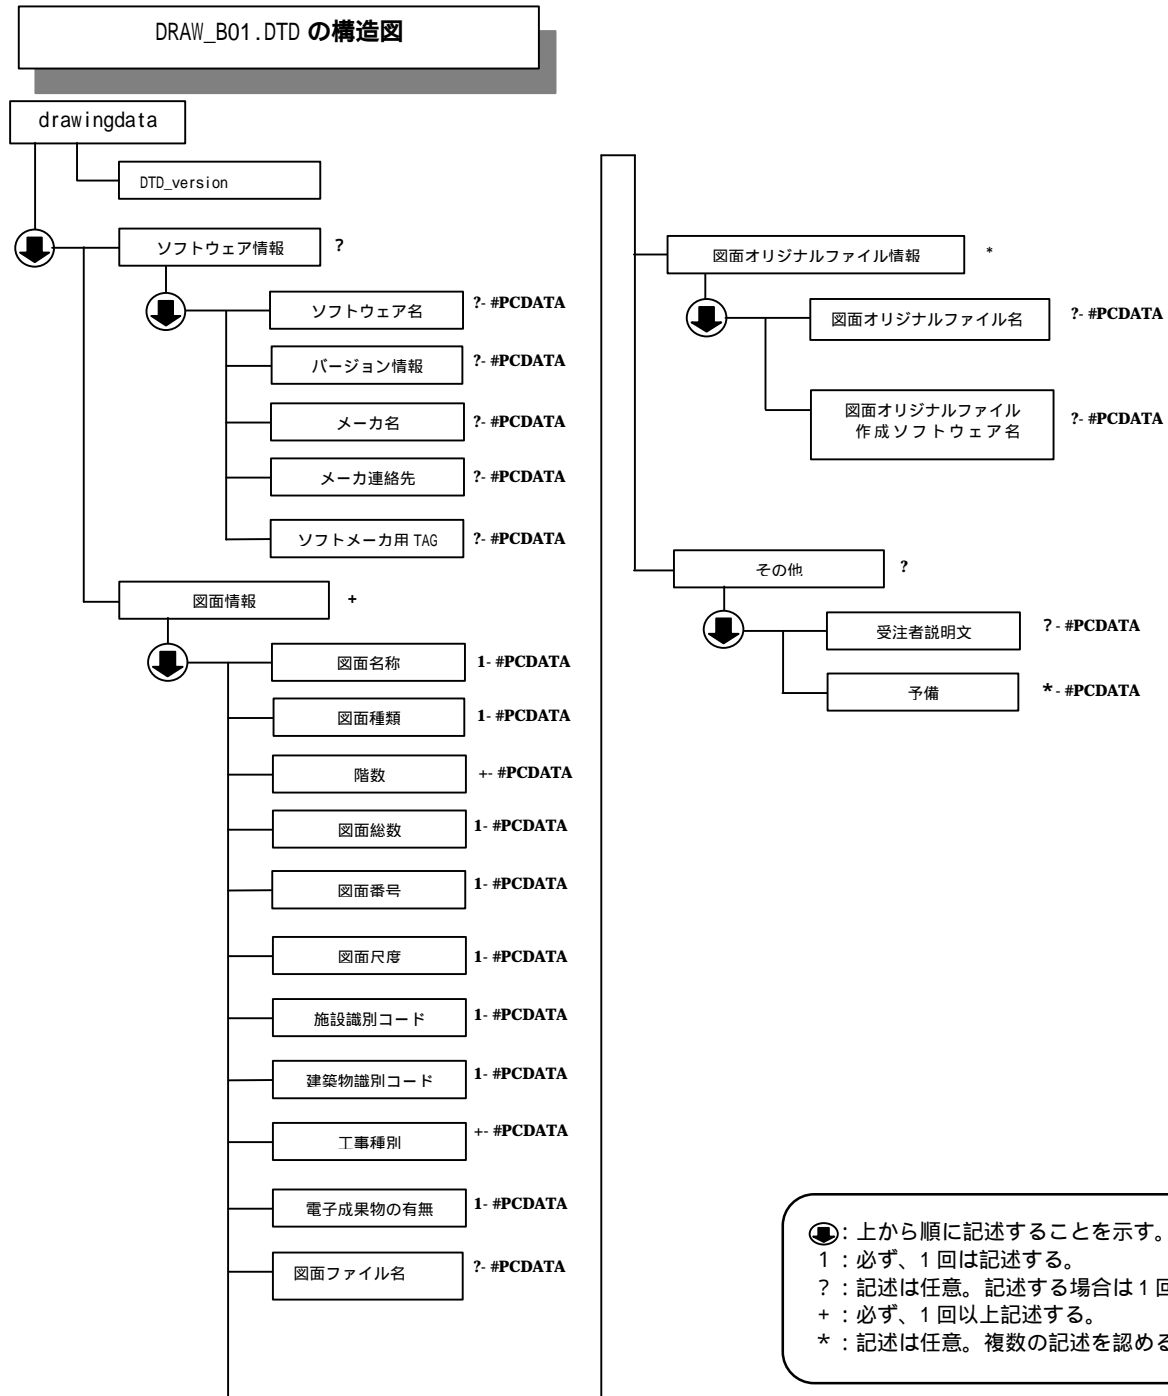 DRAW_B01.DTD の構造図
drawingdata
DTD_version
ソフトウェア情報 ?
ソフトウェア名 ?- #PCDATA
バージョン情報 ?- #PCDATA
メーカ名 ?- #PCDATA
メーカ連絡先 ?- #PCDATA
ソフトメーカ用 TAG ?- #PCDATA
図面情報 +
図面名称 1- #PCDATA
図面種類 1- #PCDATA
階数 +- #PCDATA
図面総数 1- #PCDATA
図面番号 1- #PCDATA
図面尺度 1- #PCDATA
施設識別コード 1- #PCDATA
建築物識別コード 1- #PCDATA
工事種別 +- #PCDATA
電子成果物の有無 1- #PCDATA
図面ファイル名 ?- #PCDATA
図面オリジナルファイル情報 *
図面オリジナルファイル名 ?- #PCDATA
図面オリジナルファイル
作成ソフトウェア名 ?- #PCDATA
その他 ?
受注者説明文 ?- #PCDATA
予備 *- #PCDATA
：上から順に記述することを示す。
1：必ず、1回は記述する。
?：記述は任意。記述する場合は1回
+：必ず、1回以上記述する。
*：記述は任意。複数の記述を認める